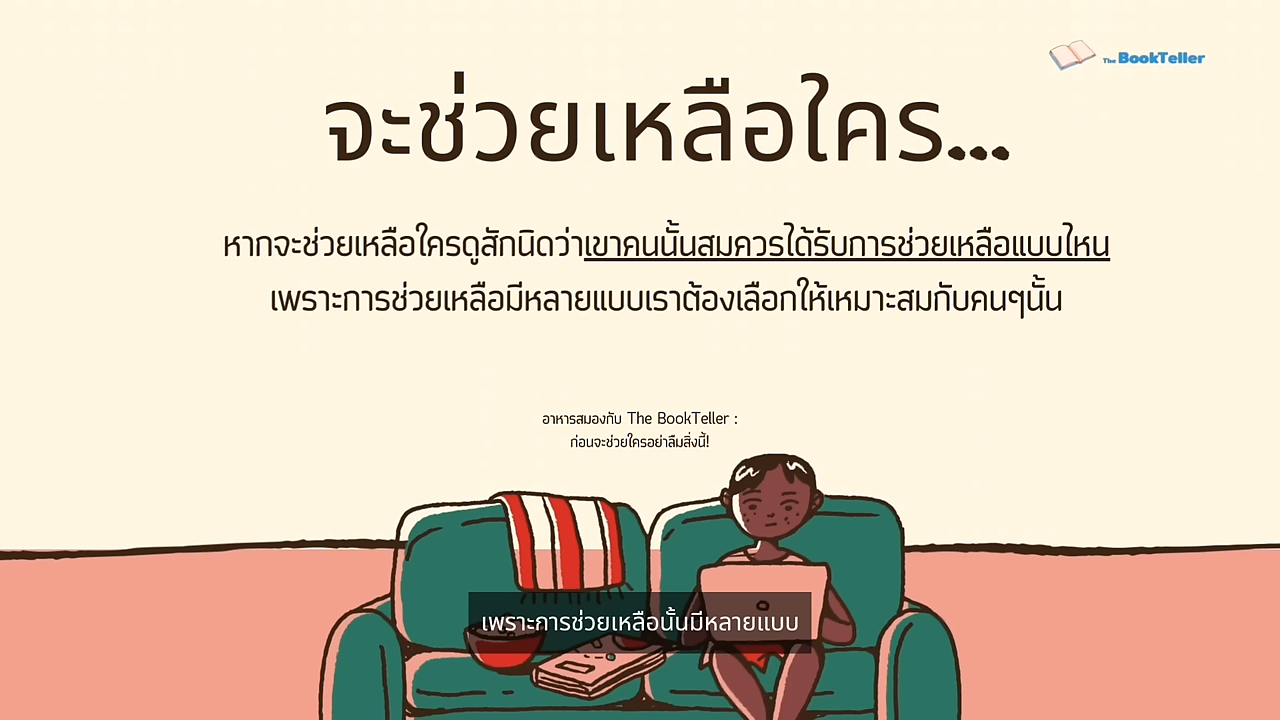 The BookTeller
จะช่วยเหลือใคร...
หากจะช่วยเหลือใครดูสักนิดว่าเขาคนนั้นสมควรได้รับการช่วยเหลือแบบไหน
เพราะการช่วยเหลือมีหลายแบบเราต้องเลือกให้เหมาะสมกับคนๆนั้น
อาหารสมองกับ The BookTeller :
ก่อนจะช่วยใครอย่าลืมสิ่งนี้!
เพราะการช่วยเหลือนั้นมีหลายแบบ